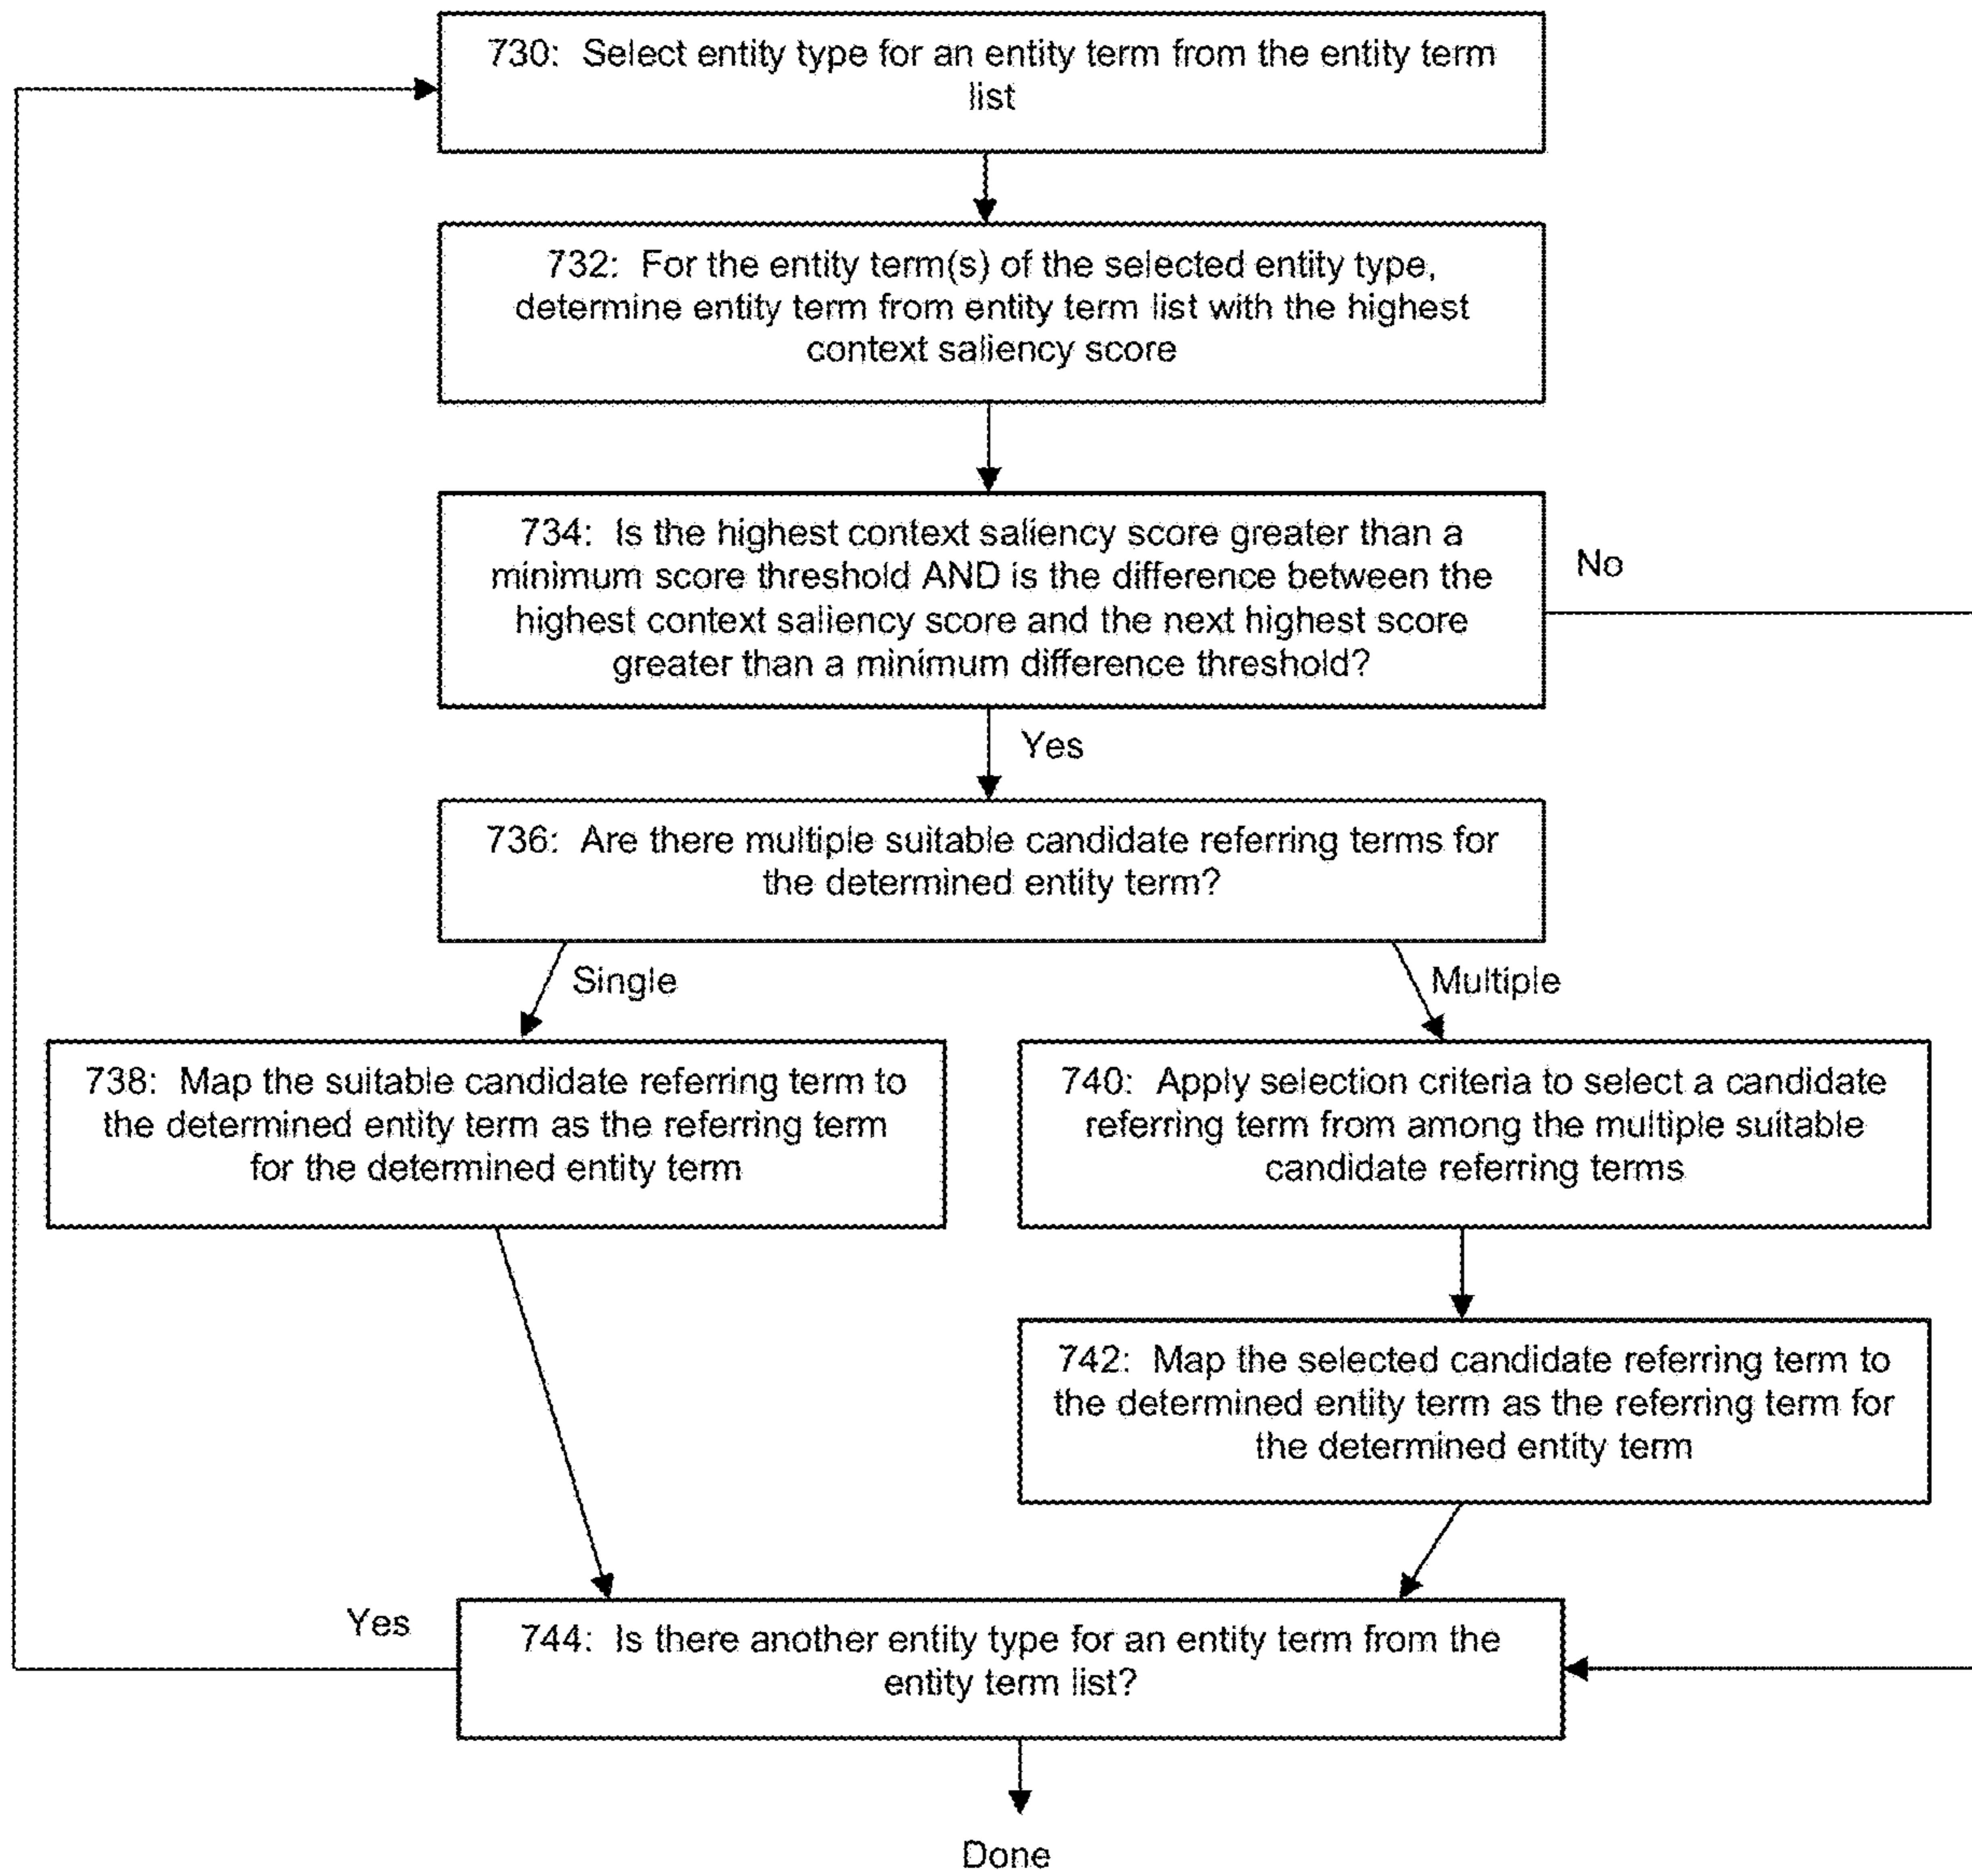 730: Select entity type for an entity term from the entity term
list
732: For the entity term(s) of the selected entity type,
determine entity term from entity term list with the highest
context saliency score
734: Is the highest context saliency score greater than a
minimum score threshold AND is the difference between the
highest context saliency score and the next highest score
greater than a minimum difference threshold?
No
Yes
736: Are there multiple suitable candidate referring terms for
the determined entity term?
Single
Multiple
738: Map the suitable candidate referring term to
the determined entity term as the referring term
for the determined entity term
740: Apply selection criteria to select a candidate
referring term from among the multiple suitable
candidate referring terms
742: Map the selected candidate referring term to
the determined entity term as the referring term for
the determined entity term
Yes
744: Is there another entity type for an entity term from the
entity term list?
Done